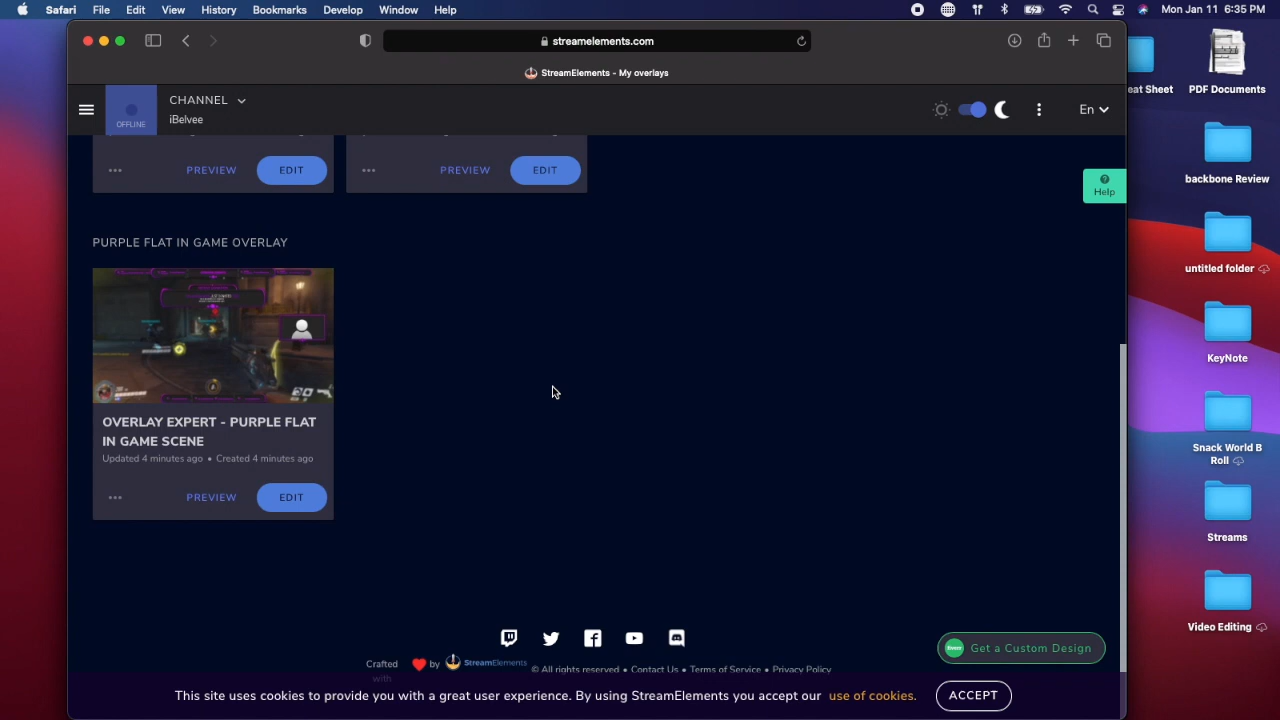 Safari File Edit View History Bookmarks Develop Window Help Mon Jan 11 6:35 PM
streamelements.com
StreamElements - My overlays
CHANNEL
iBelvee
OFFLINE
En
eat Sheet
PDF Documents
PREVIEW EDIT PREVIEW EDIT
Help
backbone Review
PURPLE FLAT IN GAME OVERLAY
untitled folder
KeyNote
OVERLAY EXPERT - PURPLE FLAT
IN GAME SCENE
Updated 4 minutes ago • Created 4 minutes ago
Snack World B
Roll
PREVIEW EDIT
Streams
Video Editing
Get a Custom Design
Crafted
with
by StreamElements © All rights reserved • Contact Us • Terms of Service • Privacy Policy
This site uses cookies to provide you with a great user experience. By using StreamElements you accept our use of cookies. ACCEPT